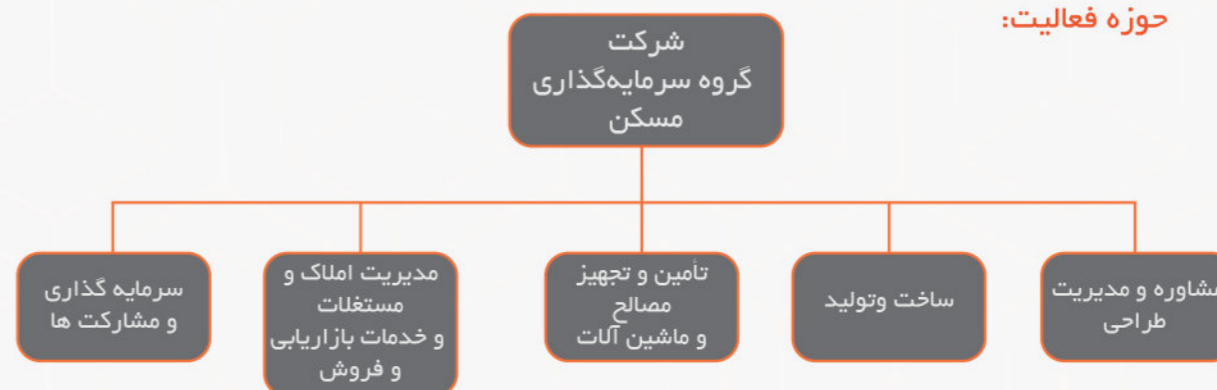 حوزه فعالیت:
شرکت
گروه سرمایه‌گذاری
مسکن
مشاوره و مدیریت
طراحی
ساخت وتولید
تأمین و تجهیز
مصالح
و ماشین آلات
مدیریت املاک و
مستغلات
و خدمات بازاریابی
و فروش
سرمایه گذاری
و مشارکت ها